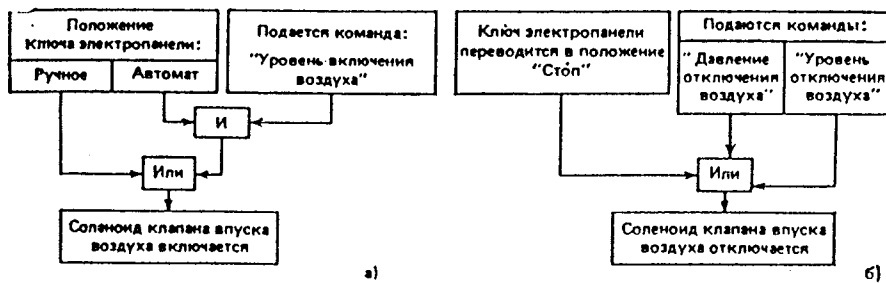 Положение
Ключа электропанели:
Ручное
Автомат
Подается команда:
"Уровень включения
воздуха"
И
Или
Соленоид клапана впуска
воздуха включается
а)
Ключ электропанели
переводится в положение
"Стоп"
Подаются команды:
"Давление
отключения
воздуха"
"Уровень
отключения
воздуха"
Или
Соленоид клапана впуска
воздуха отключается
б)